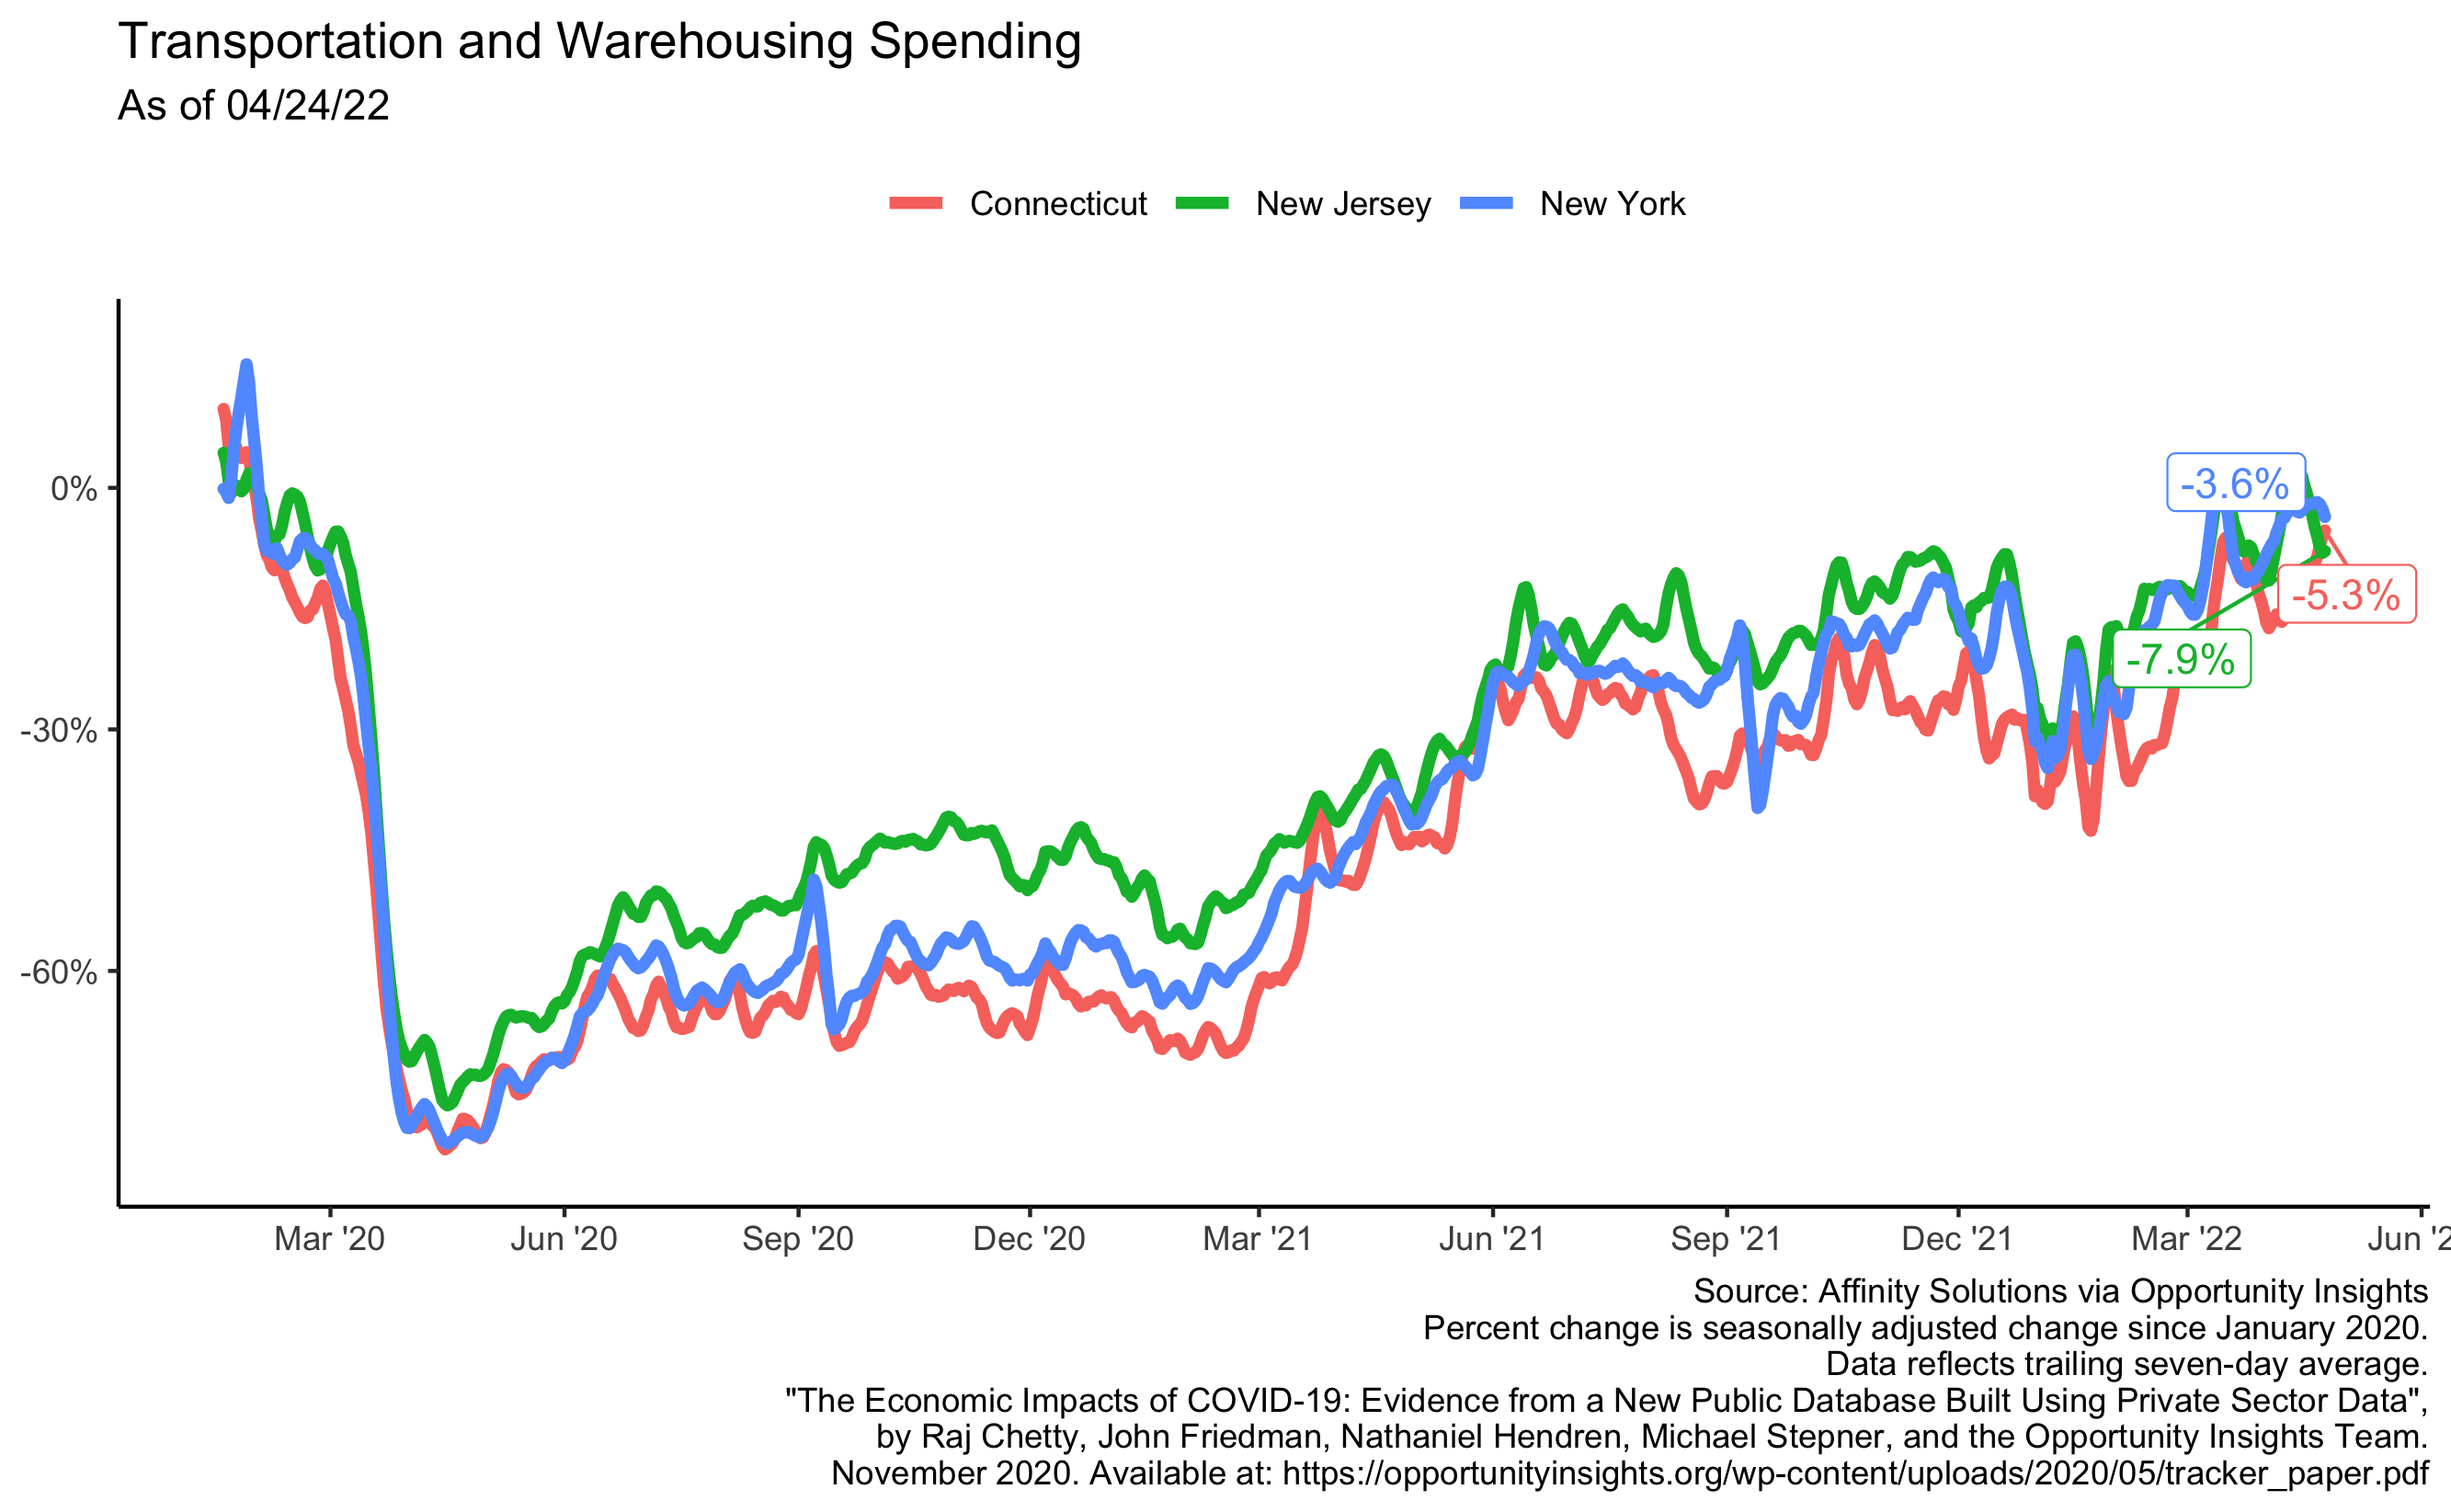 Transportation and Warehousing Spending
As of 04/24/22
Connecticut New Jersey New York
0%
-30%
-60%
-3.6%
-5.3%
-7.9%
Mar '20 Jun '20 Sep '20 Dec '20 Mar '21 Jun '21 Sep '21 Dec '21 Mar '22 Jun '2
Source: Affinity Solutions via Opportunity Insights
Percent change is seasonally adjusted change since January 2020.
Data reflects trailing seven-day average.
"The Economic Impacts of COVID-19: Evidence from a New Public Database Built Using Private Sector Data",
by Raj Chetty, John Friedman, Nathaniel Hendren, Michael Stepner, and the Opportunity Insights Team.
November 2020. Available at: https://opportunityinsights.org/wp-content/uploads/2020/05/tracker_paper.pdf